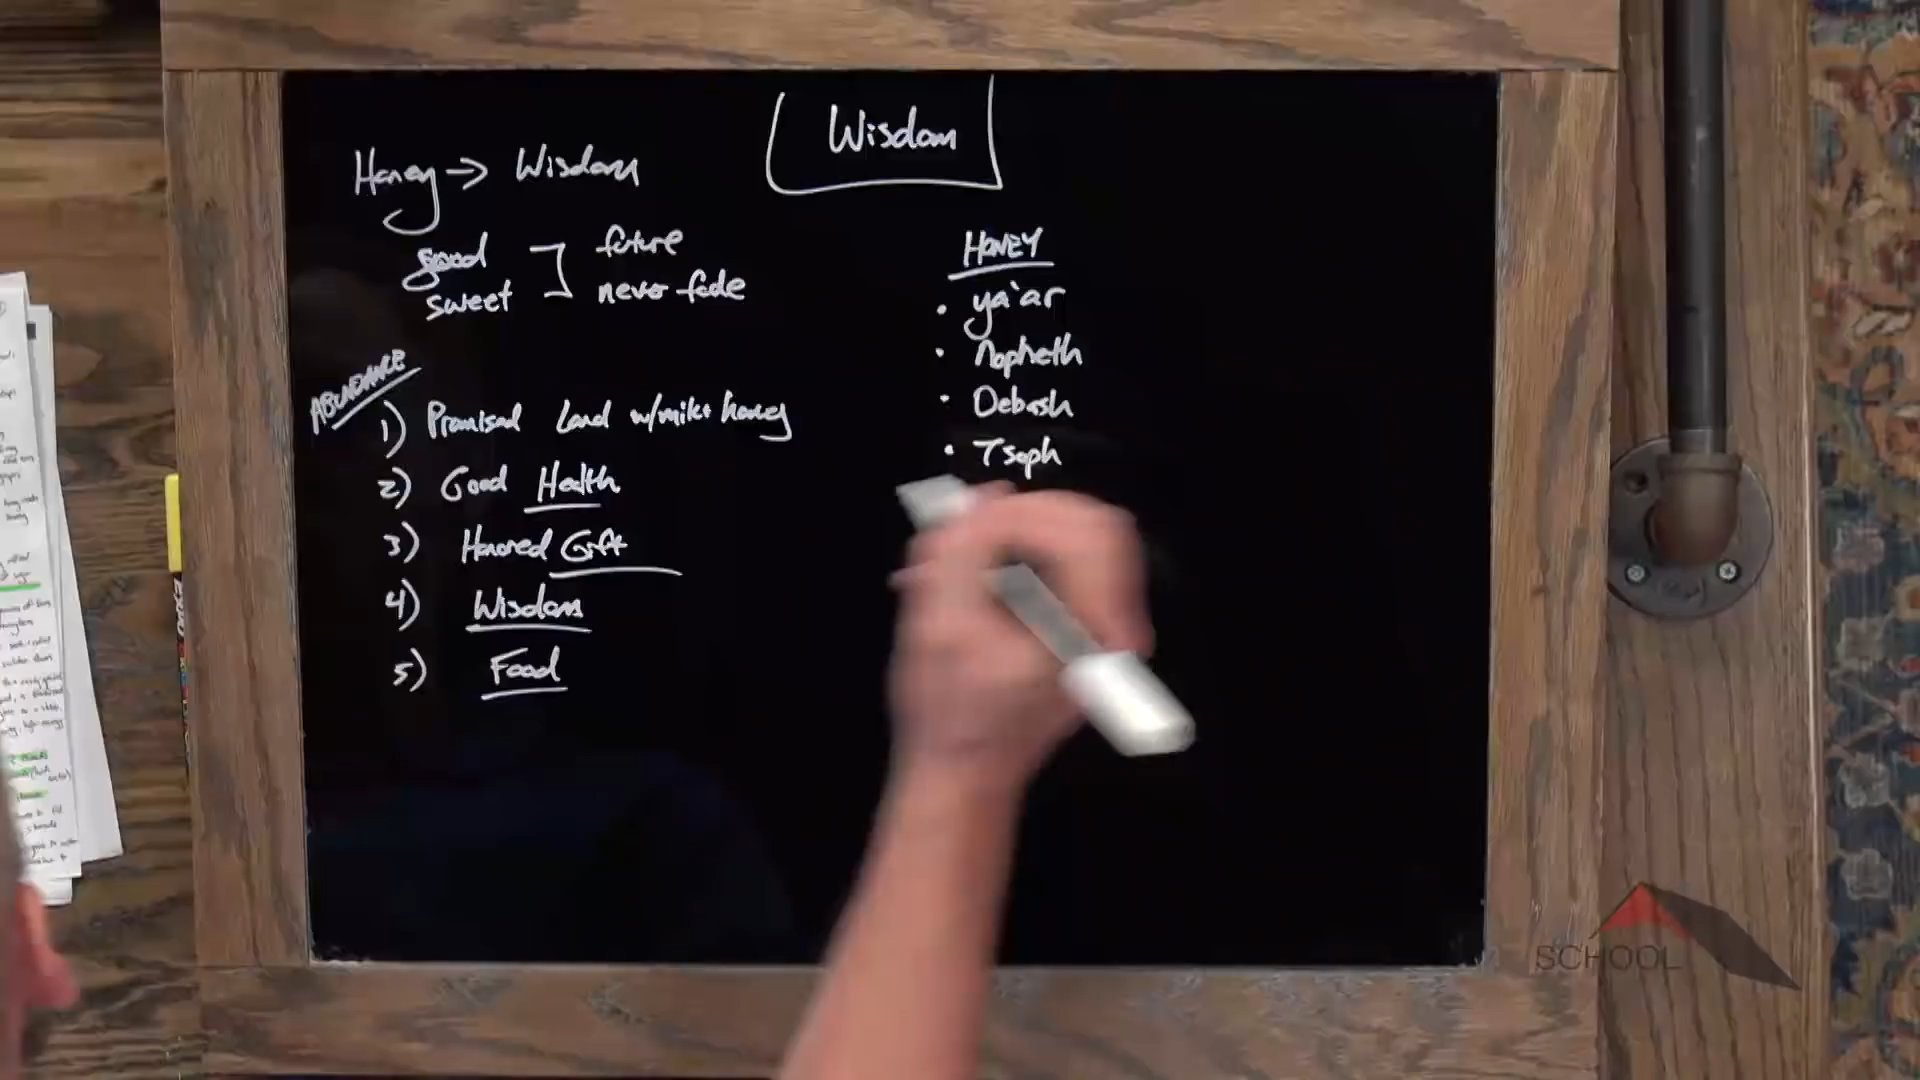 Wisdom
Honey → Wisdom
good
sweet
future
never fade
ABUNDANCE
1) Promised Land w/milk + honey
2) Good Health
3) Honored Gift
4) Wisdom
5) Food
HONEY
• ya'ar
• Nopheth
• Debash
• Tsoph
SCHOOL